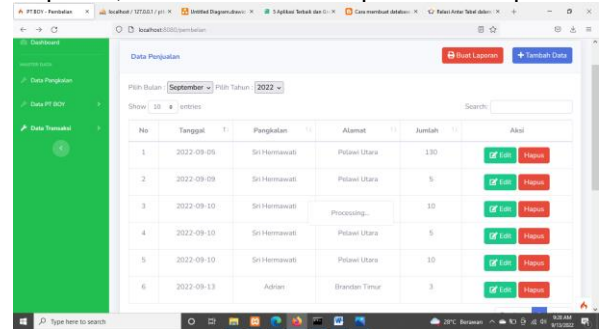 PT.BOY - Pembelian
localhost / 127.0.0.1 / pt
Untitled Diagram.drawio
5 Aplikasi Terbaik dan Gr
Cara membuat database
Relasi Antar Tabel dalam
localhost:8080/pembelian
Dashboard
Data Penjualan
Buat Laporan
+ Tambah Data
MASTER DATA
Data Pangkalan
Data PT BOY
Data Transaksi
Pilih Bulan : September Pilih Tahun : 2022
Show 10 entries
Search:
No Tanggal Pangkalan Alamat Jumlah Aksi
1 2022-09-05 Sri Hermawati Pelawi Utara 130 Edit Hapus
2 2022-09-09 Sri Hermawati Pelawi Utara 5 Edit Hapus
3 2022-09-10 Sri Hermawati 10 Edit Hapus
Processing...
4 2022-09-10 Sri Hermawati Pelawi Utara 5 Edit Hapus
5 2022-09-10 Sri Hermawati Pelawi Utara 10 Edit Hapus
6 2022-09-13 Adrian Brandan Timur 3 Edit Hapus
Type here to search
28°C Berawan
9:28 AM
9/13/2022